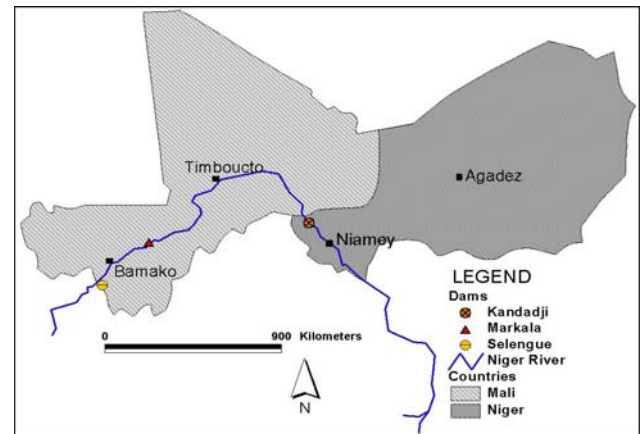 Timboucto
Agadez
Niamey
Bamako
LEGEND
Dams
Kandadji
Markala
Selengue
Niger River
Countries
Mali
Niger
0 900 Kilometers
N